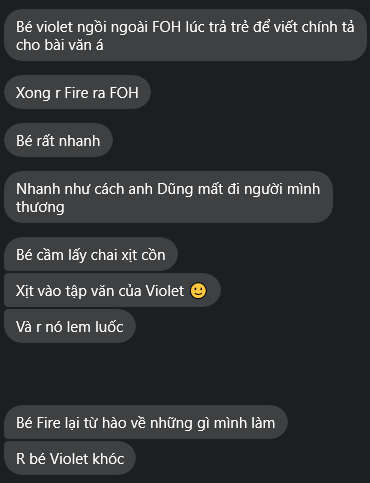 Bé violet ngồi ngoài FOH lúc trả trẻ để viết chính tả
cho bài văn á
Xong r Fire ra FOH
Bé rất nhanh
Nhanh như cách anh Dũng mất đi người mình
thương
Bé cầm lấy chai xịt cồn
Xịt vào tập văn của Violet 🙂
Và r nó lem luốc
Bé Fire lại từ hào về những gì mình làm
R bé Violet khóc